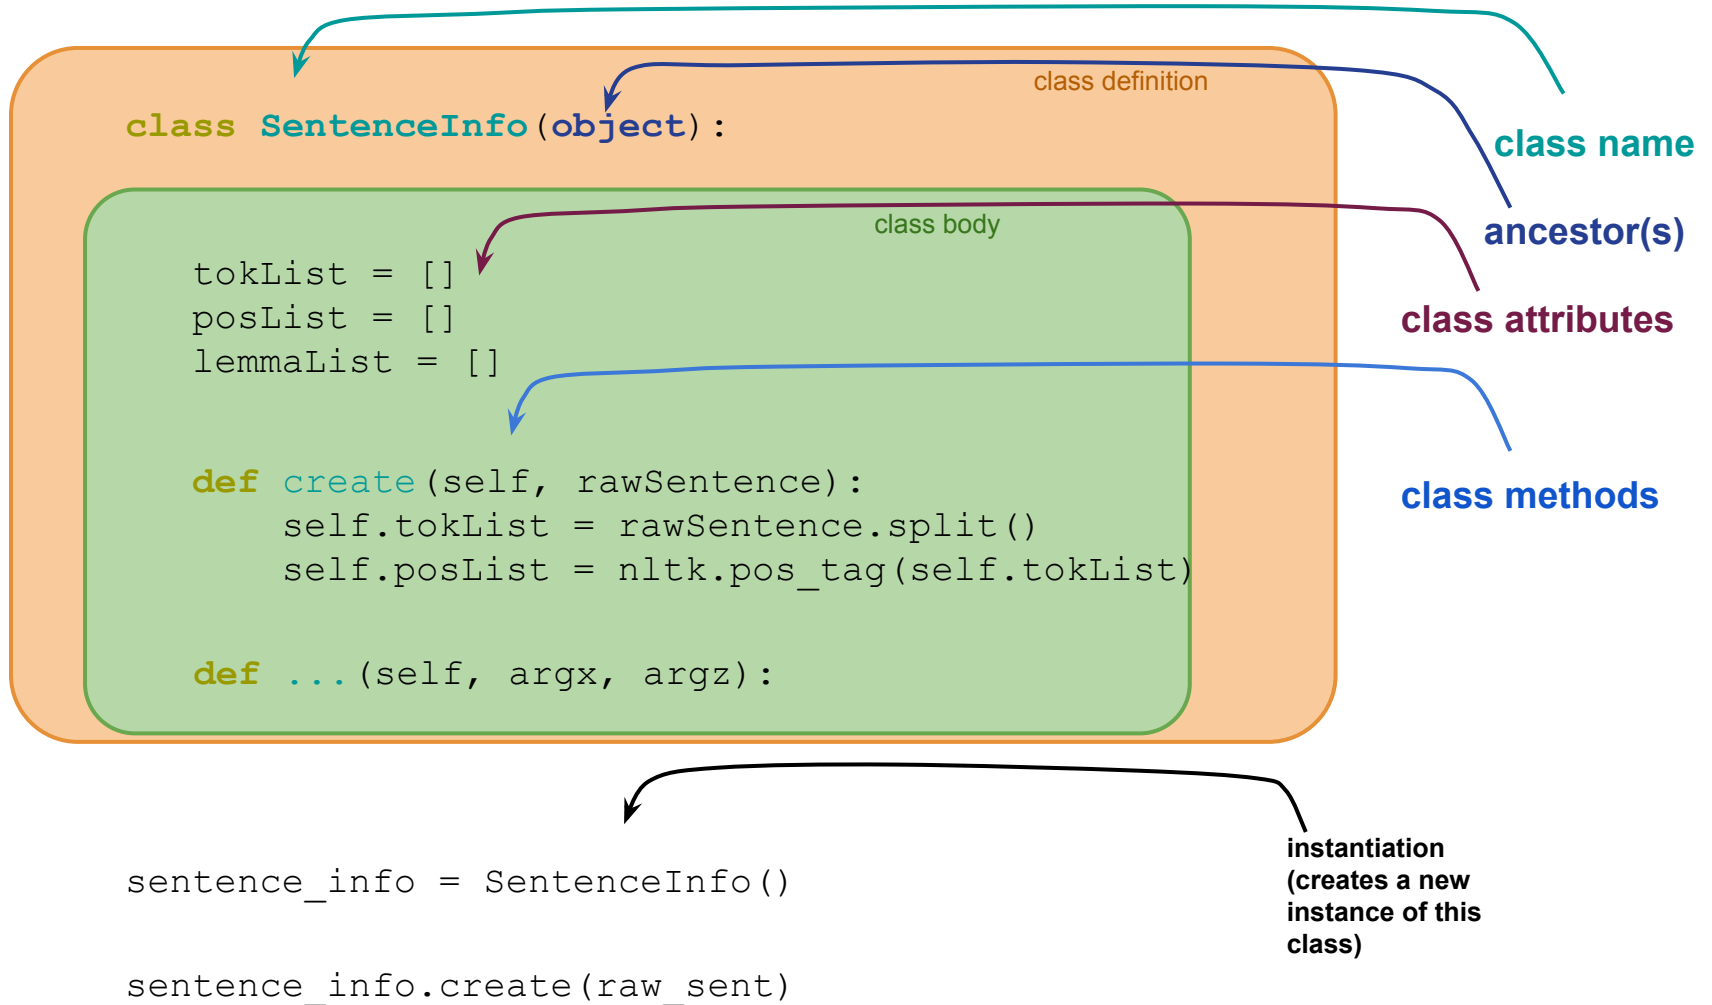 class definition
class SentenceInfo(object):
class name
class body
ancestor(s)
tokList = []
posList = []
lemmaList = []
class attributes
def create(self, rawSentence):
self.tokList = rawSentence.split()
self.posList = nltk.pos_tag(self.tokList)
class methods
def ...(self, argx, argz):
instantiation
(creates a new
instance of this
class)
sentence_info = SentenceInfo()
sentence_info.create(raw_sent)